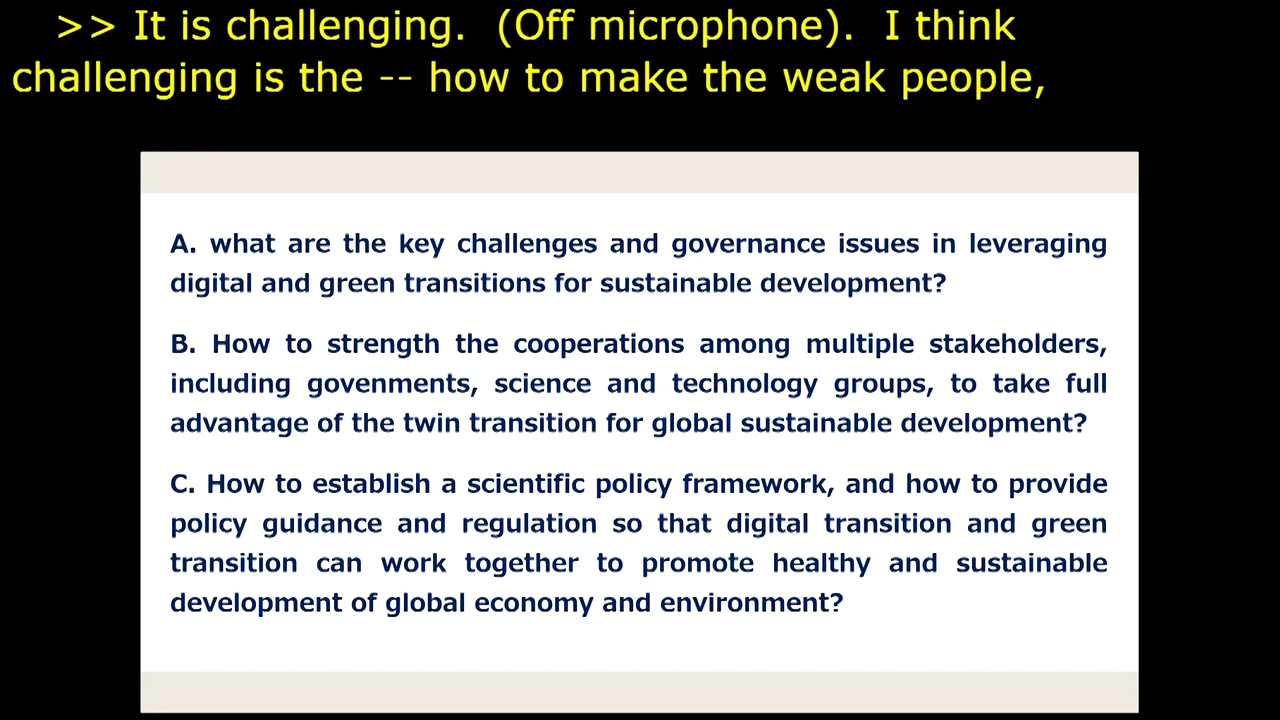 >> It is challenging.  (Off microphone).  I think
challenging is the -- how to make the weak people,
A. what are the key challenges and governance issues in leveraging
digital and green transitions for sustainable development?
B. How to strength the cooperations among multiple stakeholders,
including govenments, science and technology groups, to take full
advantage of the twin transition for global sustainable development?
C. How to establish a scientific policy framework, and how to provide
policy guidance and regulation so that digital transition and green
transition can work together to promote healthy and sustainable
development of global economy and environment?